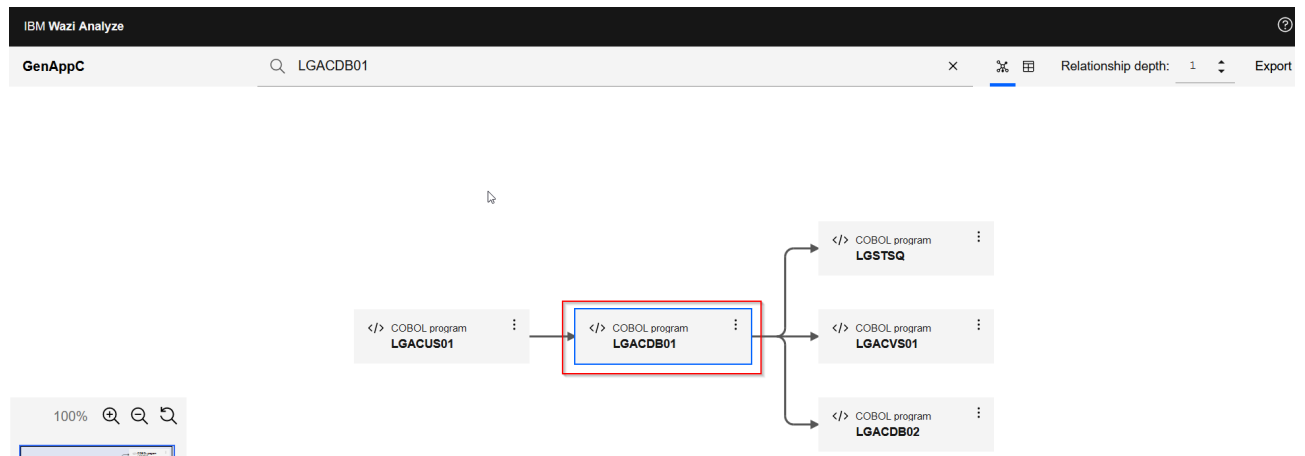 IBM Wazi Analyze
GenAppC
LGACDB01
Relationship depth: 1
Export
</> COBOL program
LGSTSQ
</> COBOL program
LGACUS01
</> COBOL program
LGACDB01
</> COBOL program
LGACVS01
</> COBOL program
LGACDB02
100%